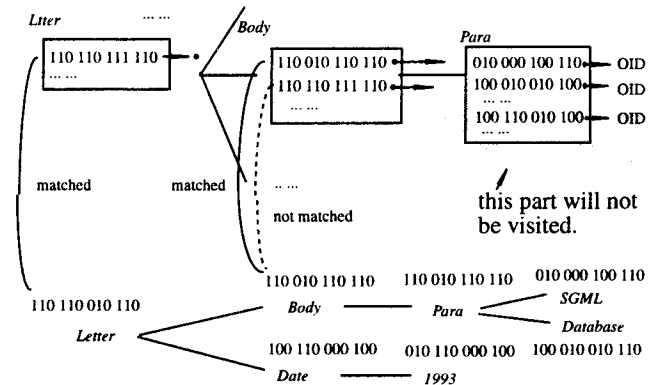 Ltter
... ...
Body
Para
110 110 111 110
... ...
110 010 110 110
110 110 111 110
... ...
010 000 100 110
OID
100 010 010 100
OID
... ...
100 110 010 100
OID
... ...
matched
matched
.. ...
not matched
this part will not
be visited.
110 110 010 110
Letter
110 010 110 110
Body
110 010 110 110
Para
010 000 100 110
SGML
Database
100 110 000 100
Date
010 110 000 100
1993
100 010 010 110